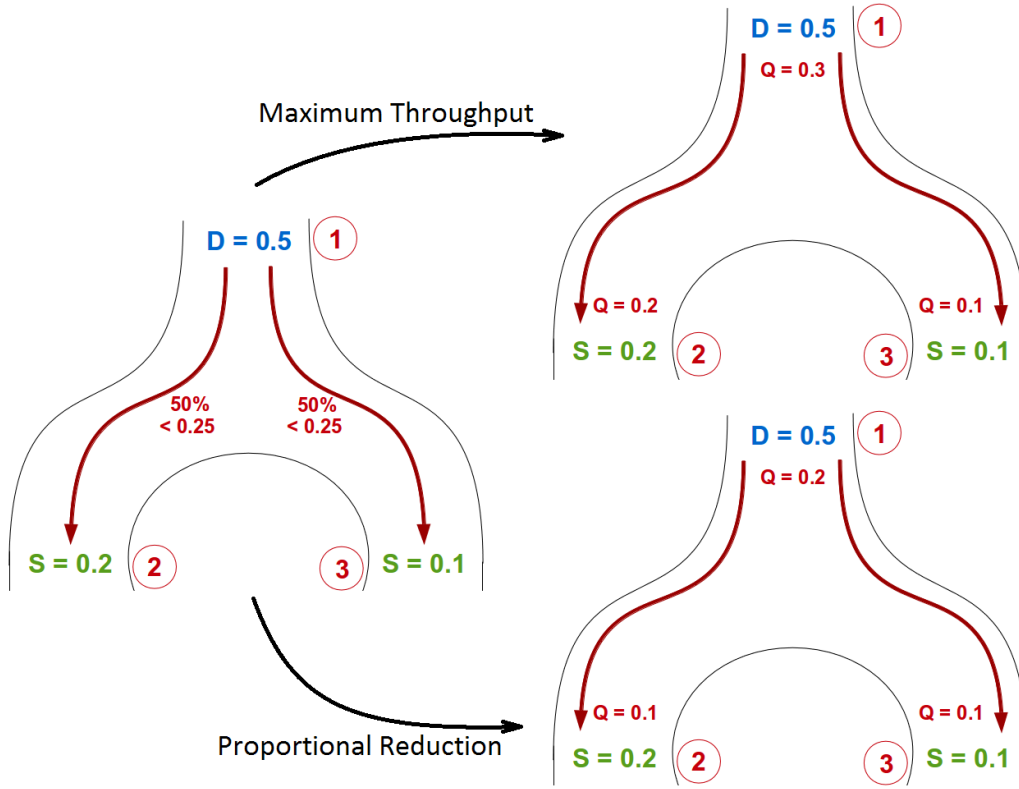 D = 0.5
1
Q = 0.3
Maximum Throughput
Q = 0.2
Q = 0.1
S = 0.2
2
3
S = 0.1
D = 0.5
1
50%
< 0.25
50%
< 0.25
S = 0.2
2
3
S = 0.1
D = 0.5
1
Q = 0.2
Proportional Reduction
Q = 0.1
Q = 0.1
S = 0.2
2
3
S = 0.1